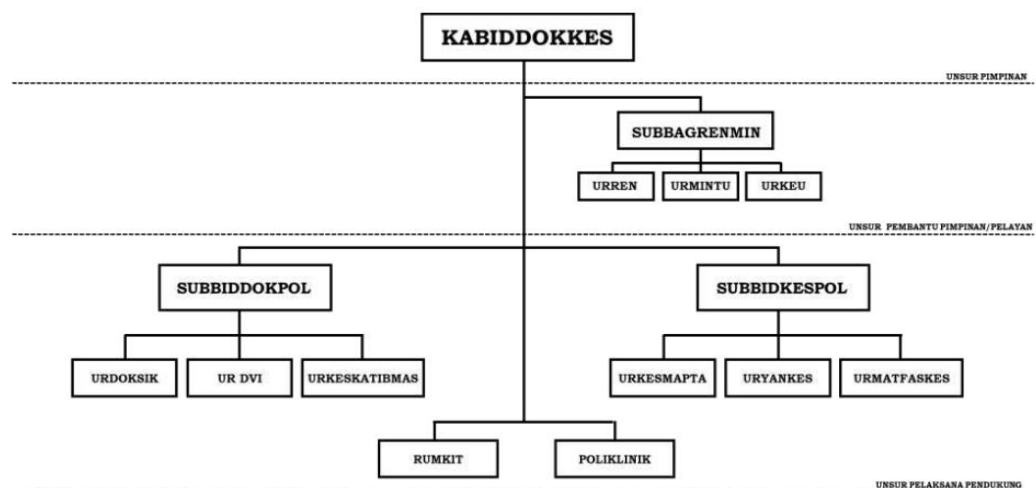 KABIDDOKKES
UNSUR PIMPINAN
SUBBAGRENMIN
URREN URMINTU URKEU
UNSUR PEMBANTU PIMPINAN/PELAYAN
SUBBIDDOKPOL SUBBIDKESPOL
URDOKSIK UR DVI URKESKATIBMAS URKESMAPTA URYANKES URMATFASKES
RUMKIT POLIKLINIK
UNSUR PELAKSANA PENDUKUNG